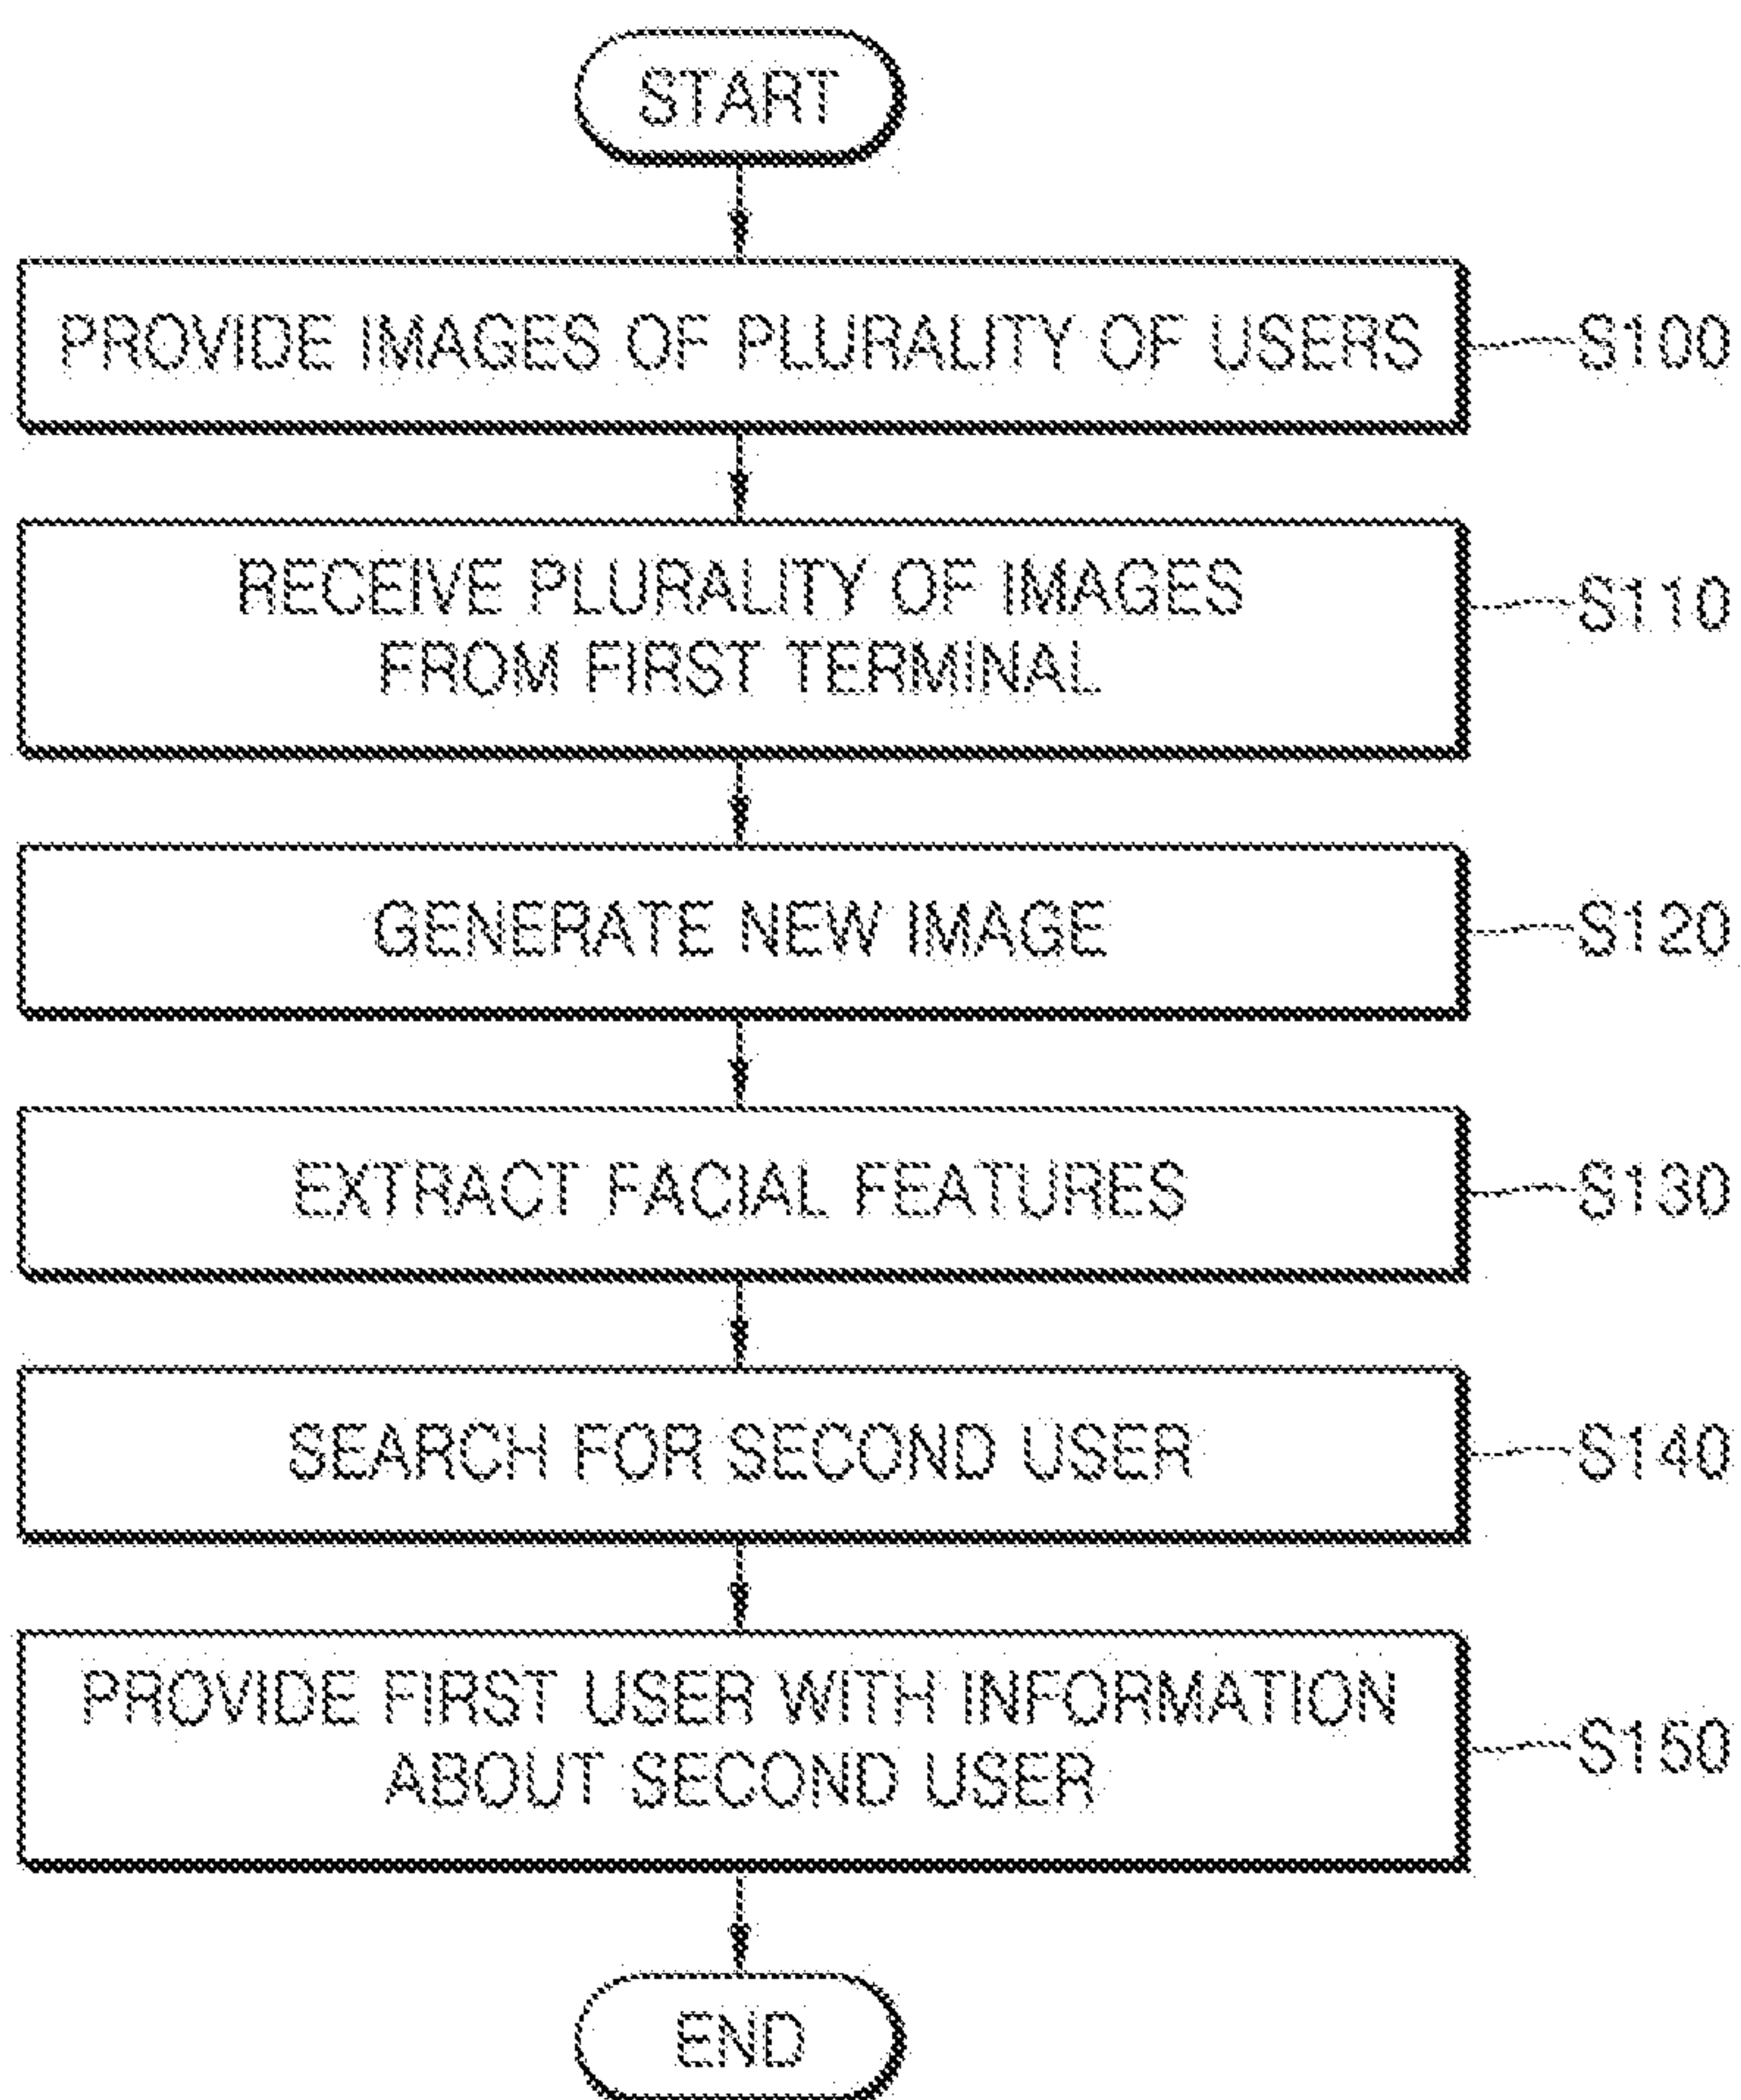 START
PROVIDE IMAGES OF PLURALITY OF USERS
S100
RECEIVE PLURALITY OF IMAGES
FROM FIRST TERMINAL
S110
GENERATE NEW IMAGE
S120
EXTRACT FACIAL FEATURES
S130
SEARCH FOR SECOND USER
S140
PROVIDE FIRST USER WITH INFORMATION
ABOUT SECOND USER
S150
END